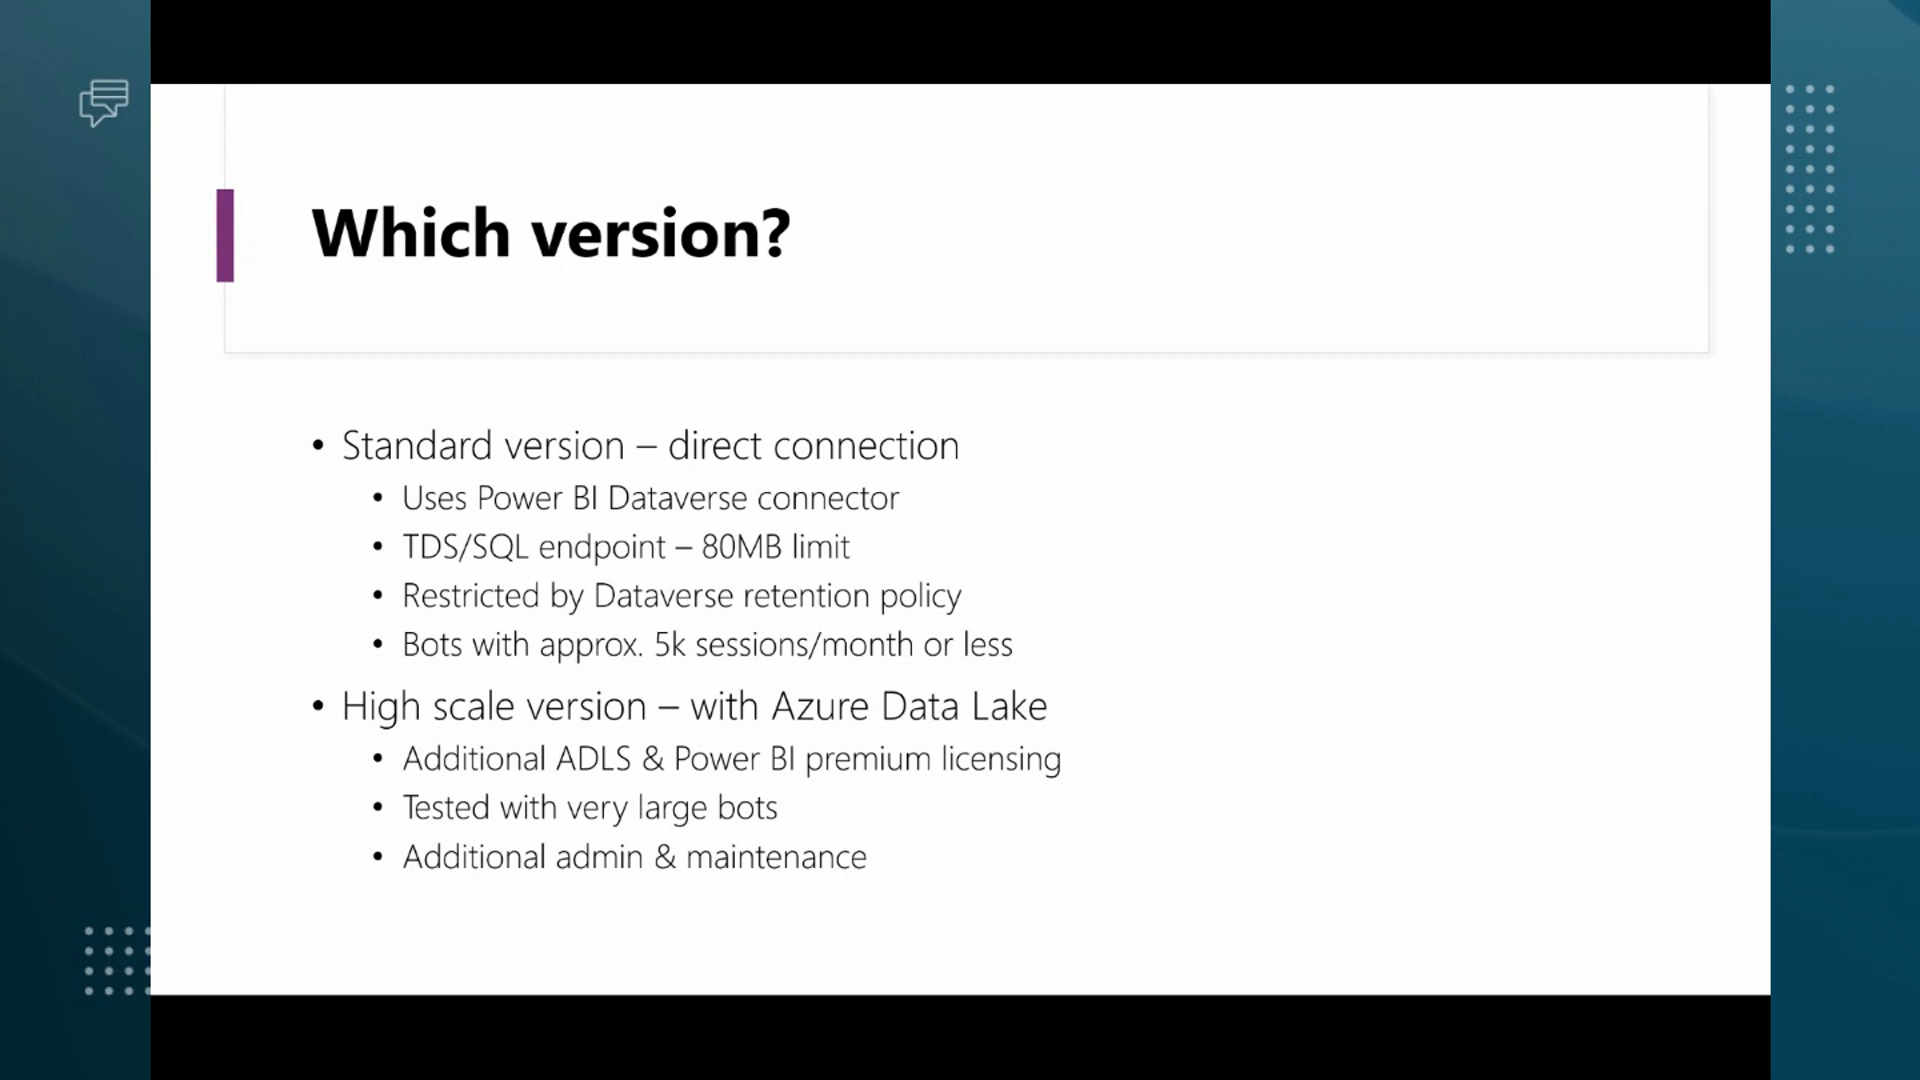 Which version?
• Standard version – direct connection
• Uses Power BI Dataverse connector
• TDS/SQL endpoint – 80MB limit
• Restricted by Dataverse retention policy
• Bots with approx. 5k sessions/month or less
• High scale version – with Azure Data Lake
• Additional ADLS & Power BI premium licensing
• Tested with very large bots
• Additional admin & maintenance